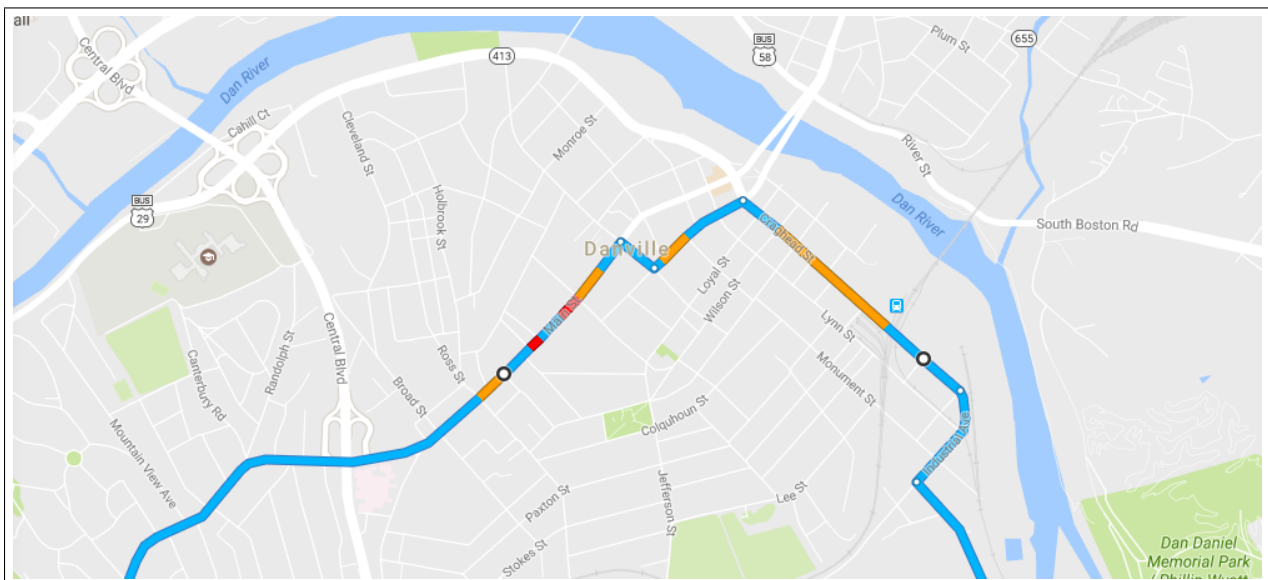 all
Central Blvd
Dan River
Cahill Ct
413
BUS
58
Plum St
655
Cleveland St
Monroe St
Holbrook St
River St
BUS
29
Dan River
South Boston Rd
Danville
Craghead St
Loyal St
Wilson St
Main St
Lynn St
Central Blvd
Randolph St
Canterbury Rd
Ross St
Broad St
Monument St
Colquhoun St
Mountain View Ave
Industrial Ave
Jefferson St
Lee St
Paxton St
Stokes St
Dan Daniel
Memorial Park
/ Phillip Wyatt